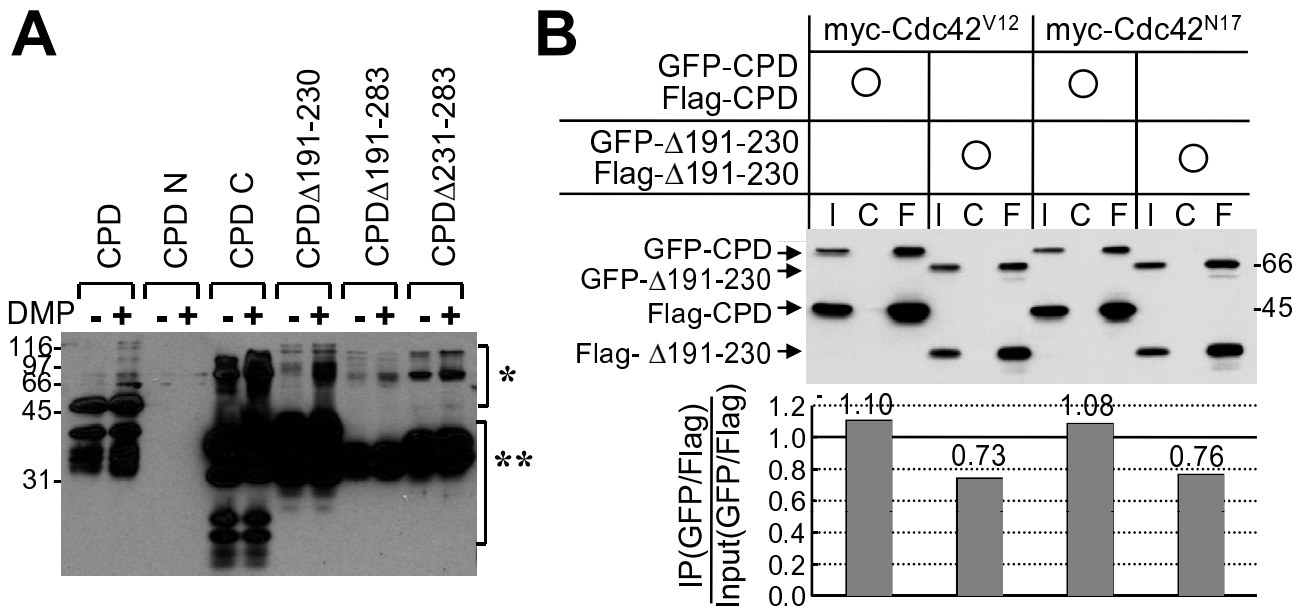 A
CPD
CPD N
CPD C
CPDΔ191-230
CPDΔ191-283
CPDΔ231-283
DMP - + - + - + - + - + - +
116
97
66
45
31
*
**
B
myc-Cdc42V12 myc-Cdc42N17
GFP-CPD
Flag-CPD
GFP-Δ191-230
Flag-Δ191-230
I C F I C F I C F I C F
GFP-CPD
GFP-Δ191-230
Flag-CPD
Flag- Δ191-230
-66
-45
IP(GFP/Flag)
Input(GFP/Flag)
1.2
1.0
0.8
0.6
0.4
0.2
0.0
1.10
0.73
1.08
0.76